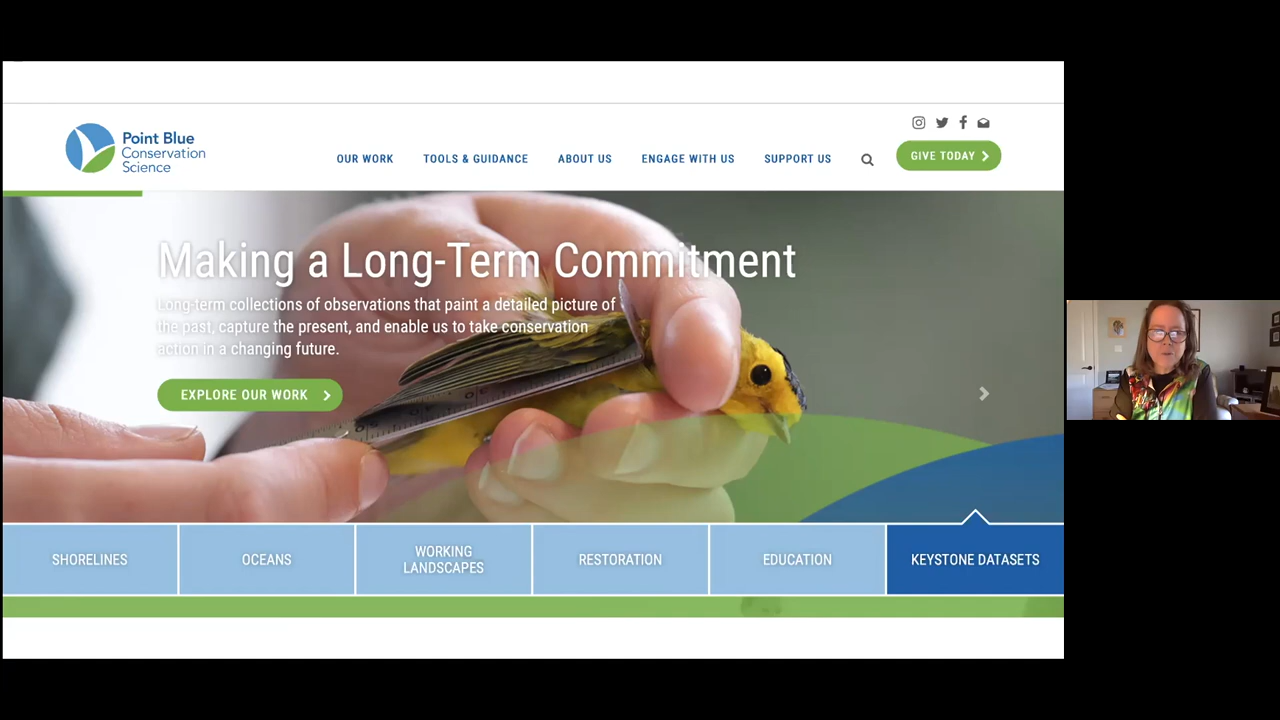 Point Blue
Conservation
Science
OUR WORK
TOOLS & GUIDANCE
ABOUT US
ENGAGE WITH US
SUPPORT US
GIVE TODAY
Making a Long-Term Commitment
Long-term collections of observations that paint a detailed picture of
the past, capture the present, and enable us to take conservation
action in a changing future.
EXPLORE OUR WORK
SHORELINES
OCEANS
WORKING
LANDSCAPES
RESTORATION
EDUCATION
KEYSTONE DATASETS